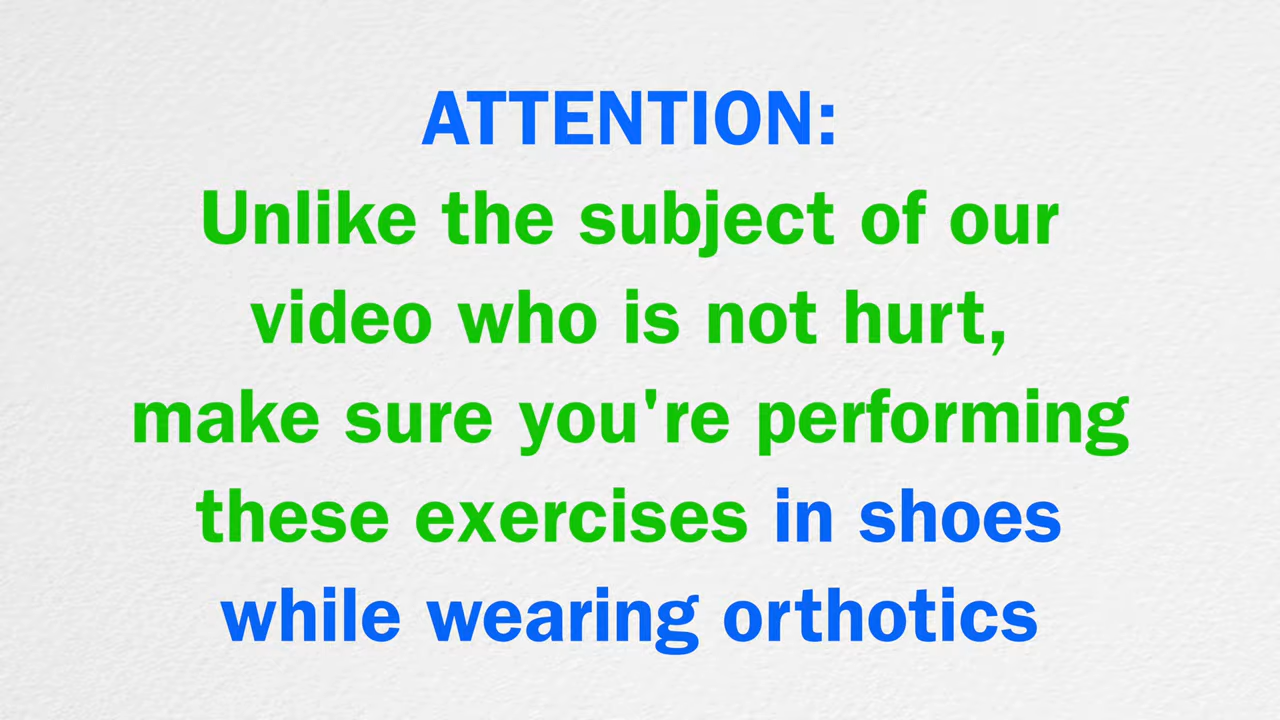 ATTENTION:
Unlike the subject of our
video who is not hurt,
make sure you're performing
these exercises in shoes
while wearing orthotics